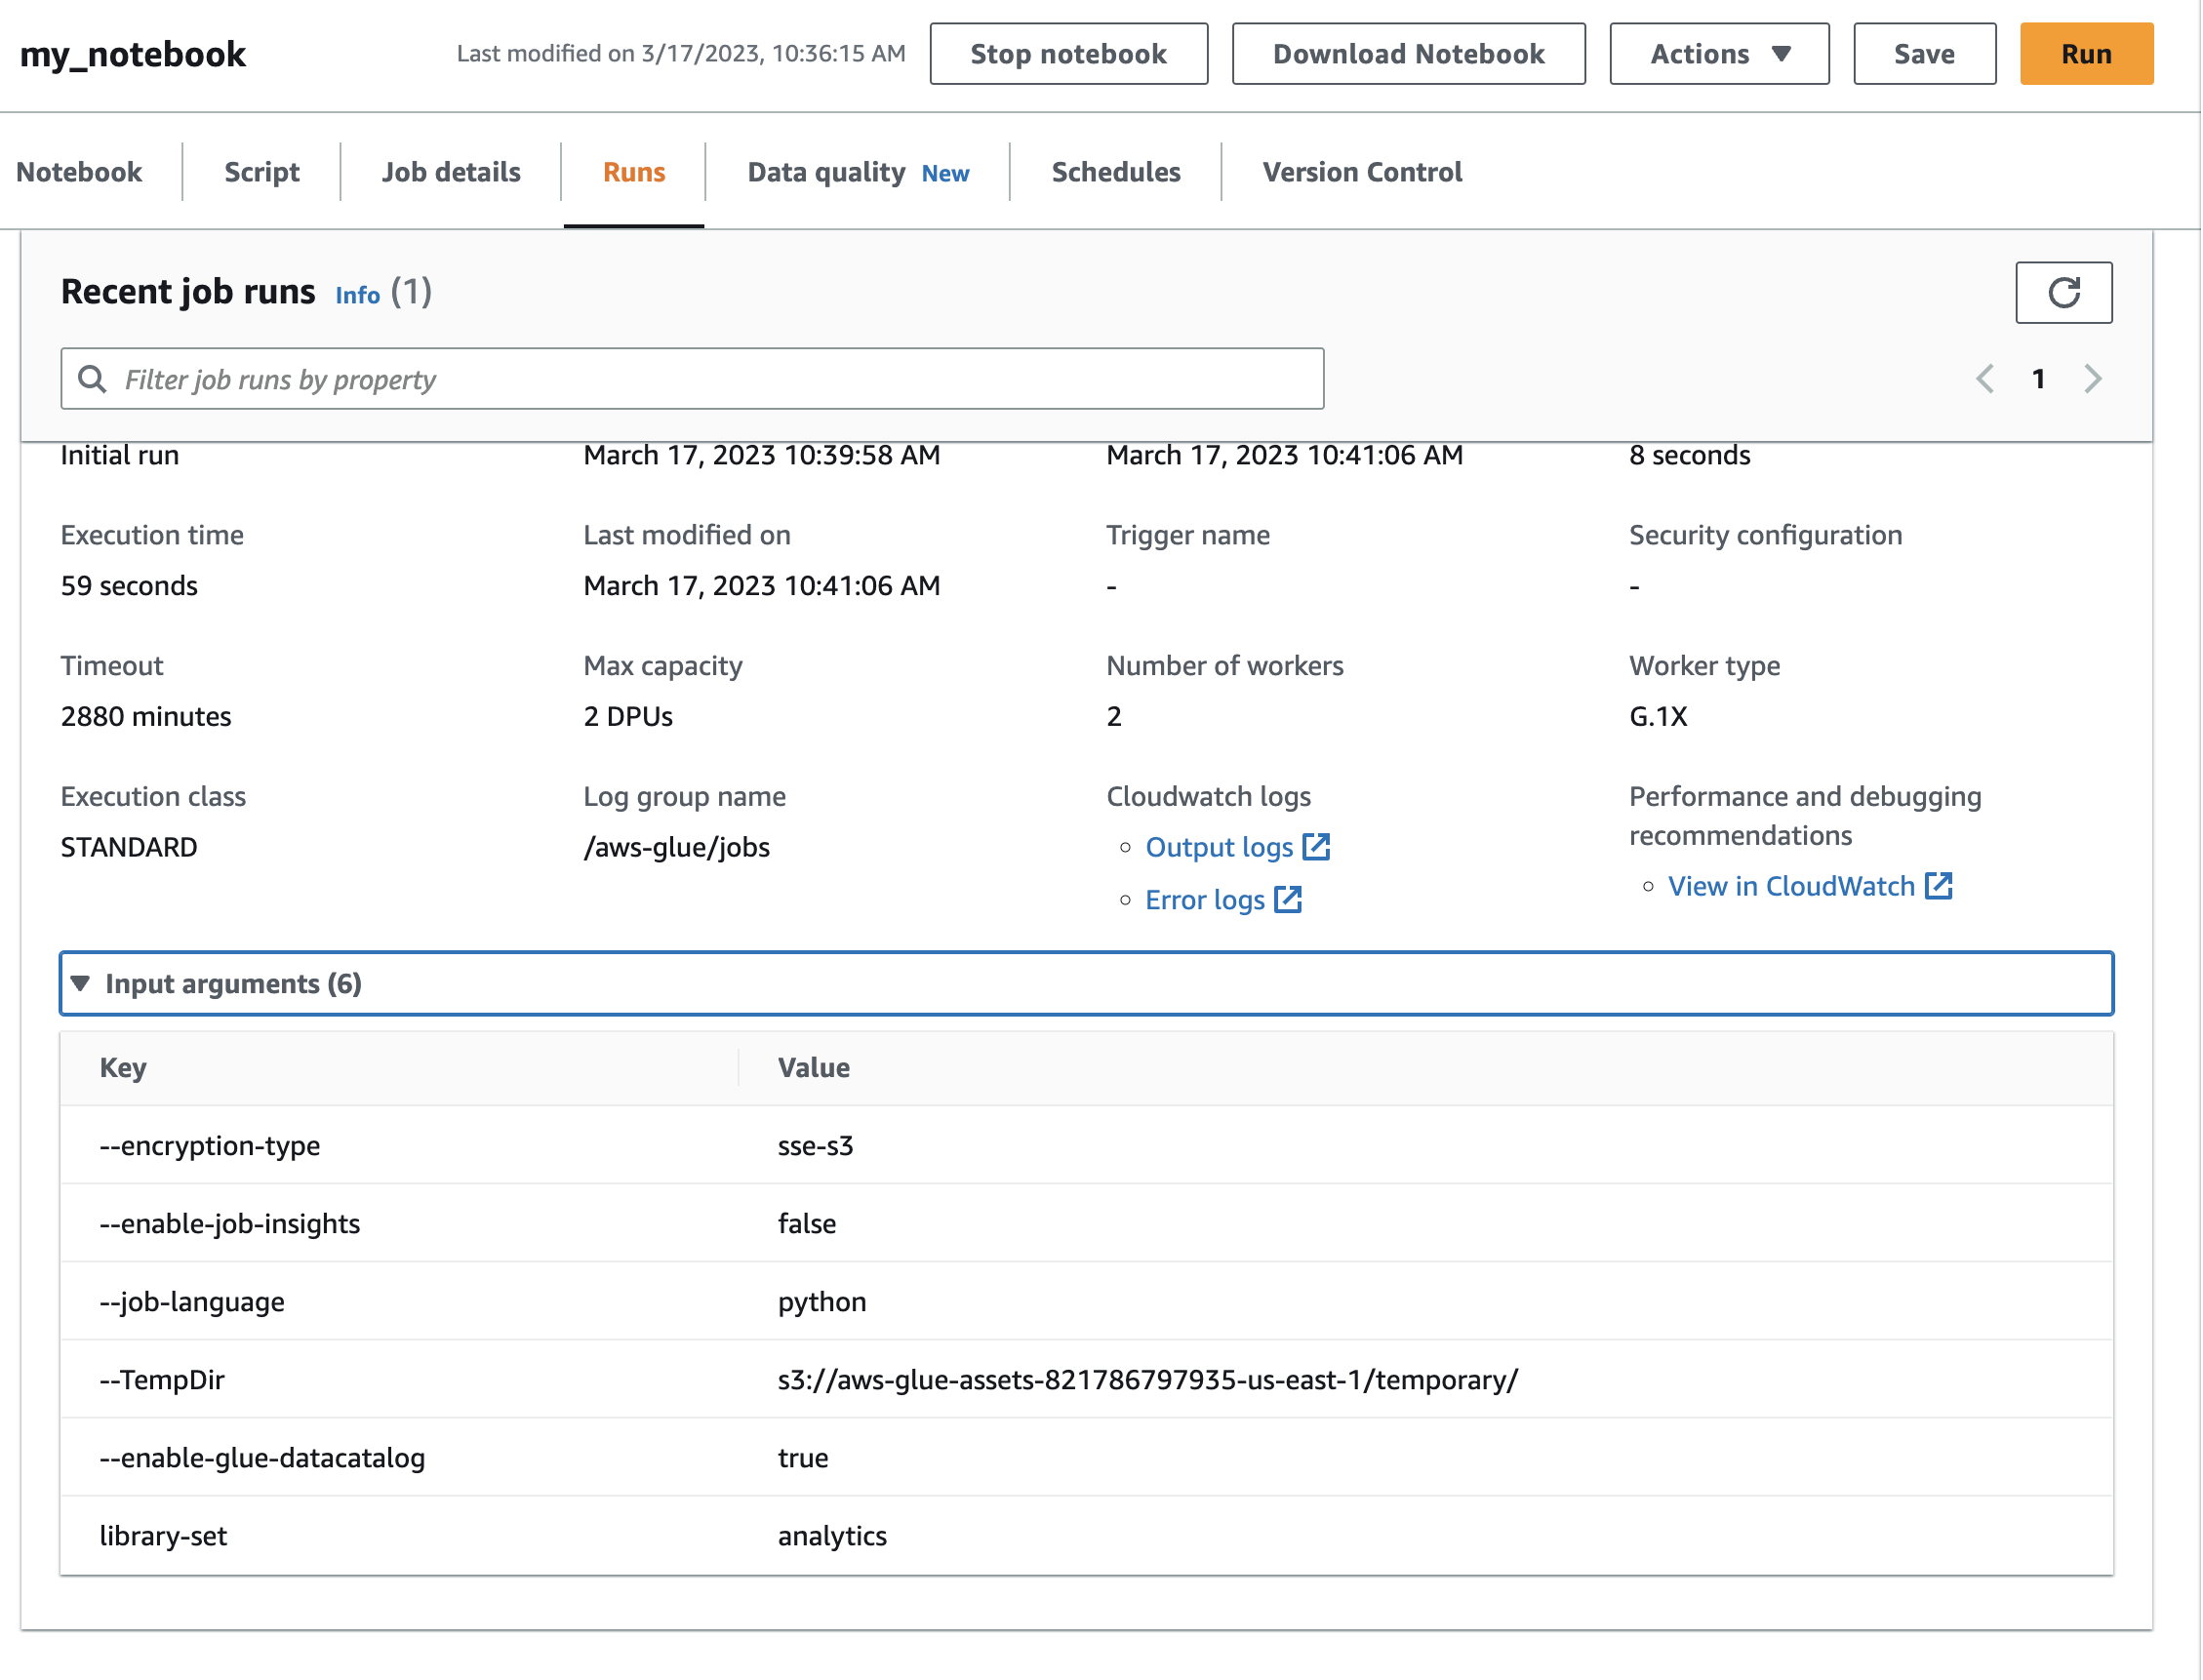 my_notebook Last modified on 3/17/2023, 10:36:15 AM Stop notebook Download Notebook Actions Save Run
Notebook Script Job details Runs Data quality New Schedules Version Control
Recent job runs Info (1)
Filter job runs by property 1
Initial run March 17, 2023 10:39:58 AM March 17, 2023 10:41:06 AM 8 seconds
Execution time Last modified on Trigger name Security configuration
59 seconds March 17, 2023 10:41:06 AM - -
Timeout Max capacity Number of workers Worker type
2880 minutes 2 DPUs 2 G.1X
Execution class Log group name Cloudwatch logs Performance and debugging
recommendations
STANDARD /aws-glue/jobs Output logs
View in CloudWatch
Error logs
Input arguments (6)
Key Value
--encryption-type sse-s3
--enable-job-insights false
--job-language python
--TempDir s3://aws-glue-assets-821786797935-us-east-1/temporary/
--enable-glue-datacatalog true
library-set analytics